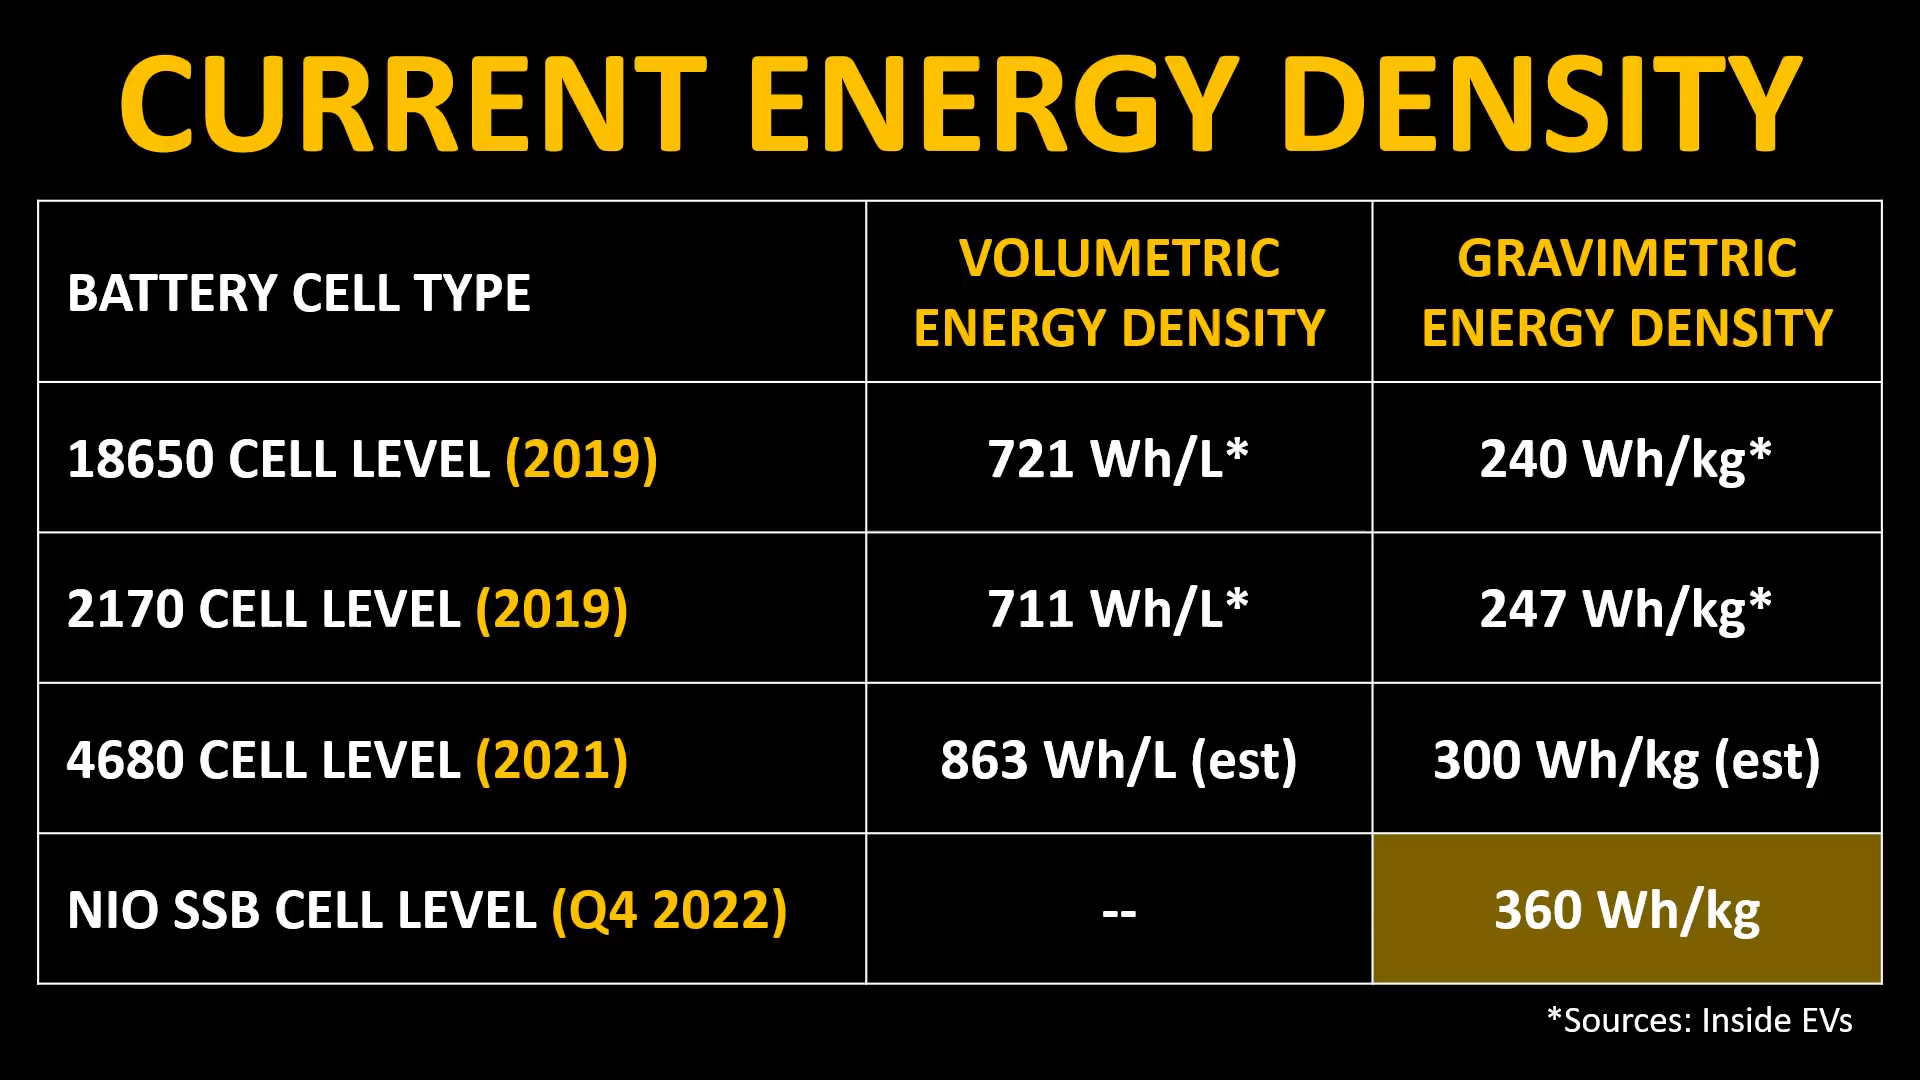 CURRENT ENERGY DENSITY
BATTERY CELL TYPE
VOLUMETRIC
ENERGY DENSITY
GRAVIMETRIC
ENERGY DENSITY
18650 CELL LEVEL (2019)
721 Wh/L*
240 Wh/kg*
2170 CELL LEVEL (2019)
711 Wh/L*
247 Wh/kg*
4680 CELL LEVEL (2021)
863 Wh/L (est)
300 Wh/kg (est)
NIO SSB CELL LEVEL (Q4 2022)
--
360 Wh/kg
*Sources: Inside EVs